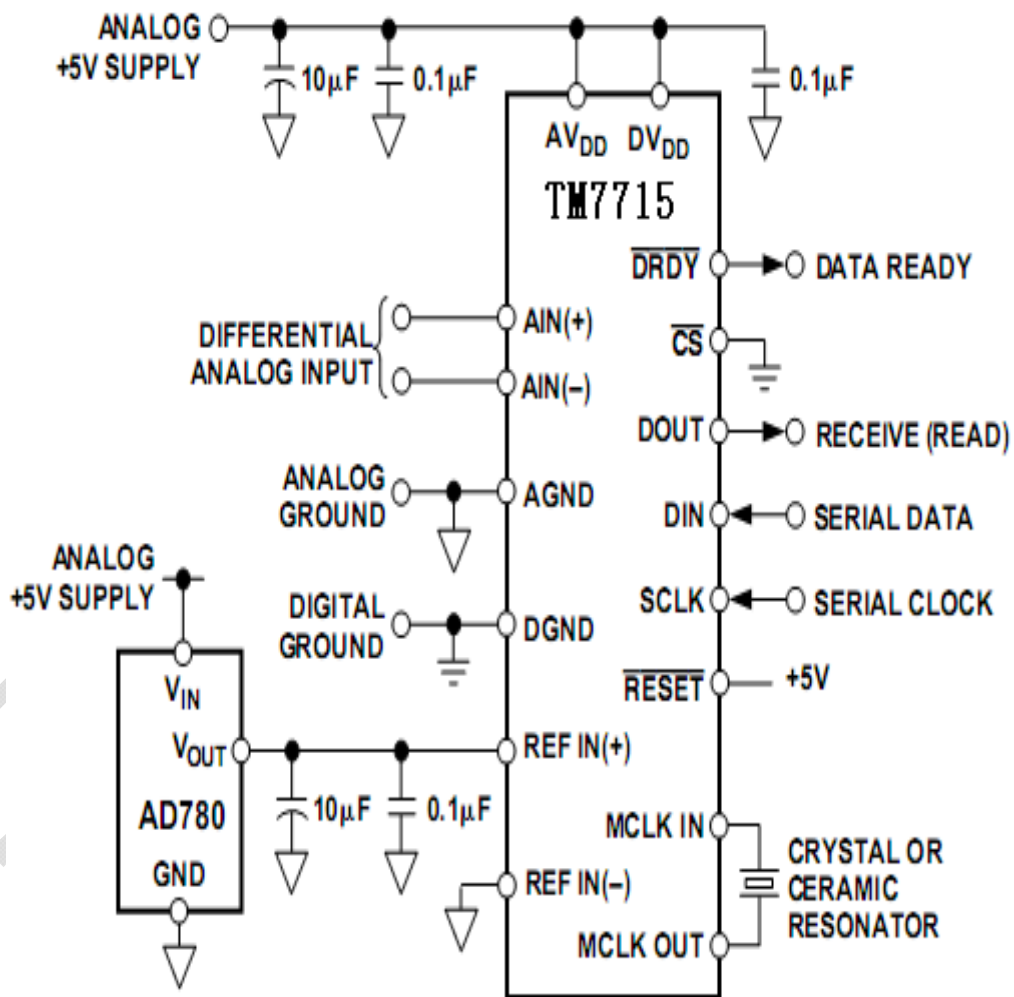 ANALOG
+5V SUPPLY
10µF
0.1µF
0.1µF
AVDD
DVDD
TM7715
DRDY
DATA READY
DIFFERENTIAL
ANALOG INPUT
AIN(+)
AIN(–)
CS
DOUT
RECEIVE (READ)
ANALOG
GROUND
AGND
DIN
SERIAL DATA
ANALOG
+5V SUPPLY
DIGITAL
GROUND
DGND
SCLK
SERIAL CLOCK
RESET
+5V
VIN
VOUT
AD780
GND
10µF
0.1µF
REF IN(+)
REF IN(–)
MCLK IN
MCLK OUT
CRYSTAL OR
CERAMIC
RESONATOR